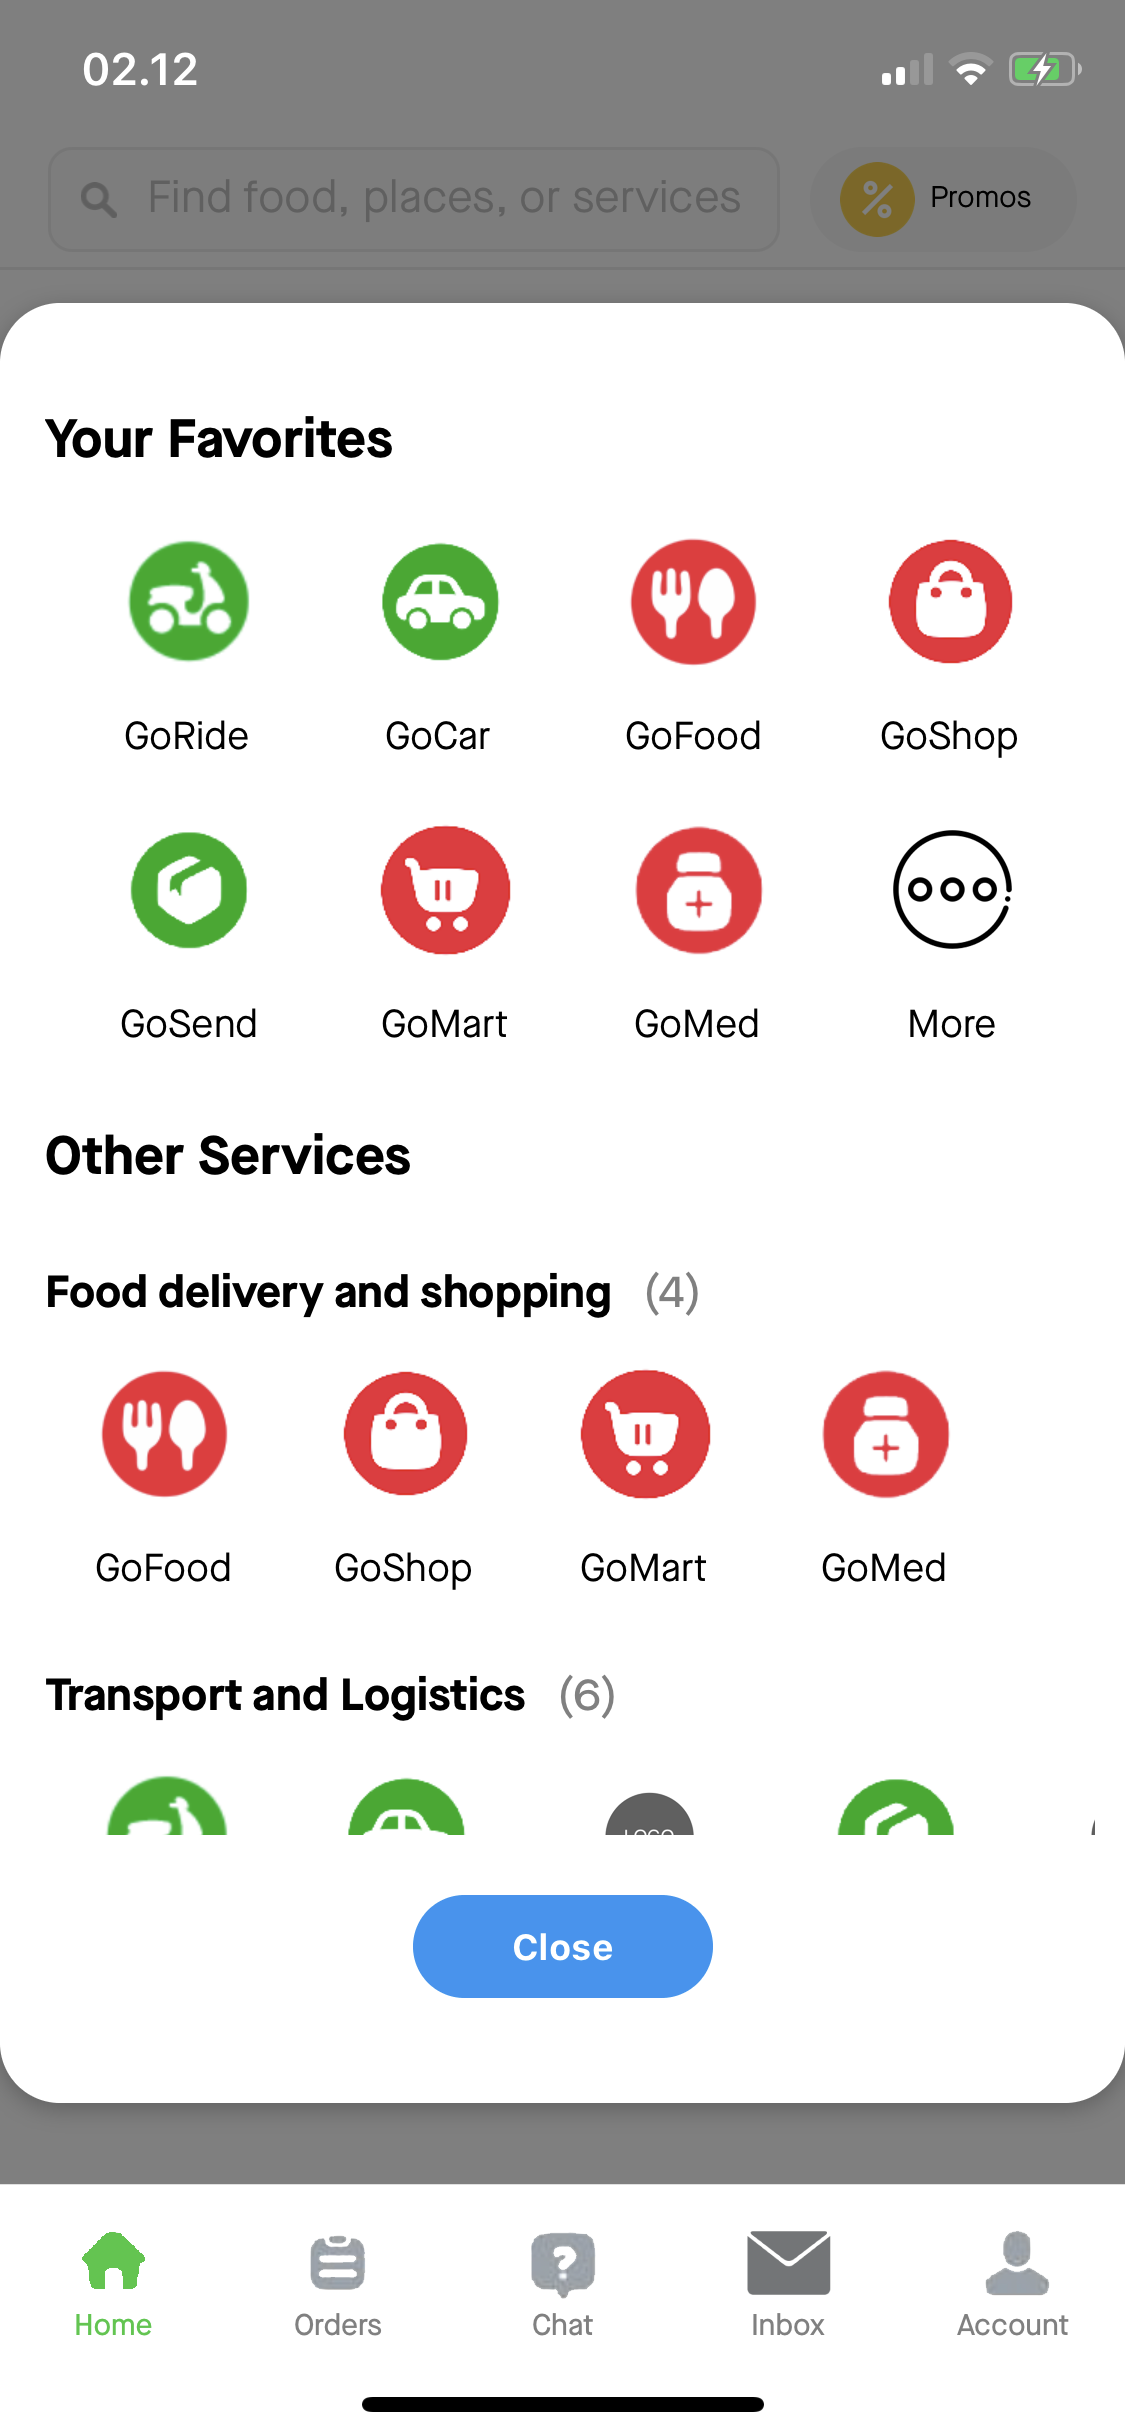 02.12
Find food, places, or services
Promos
Your Favorites
GoRide GoCar GoFood GoShop
GoSend GoMart GoMed More
Other Services
Food delivery and shopping (4)
GoFood GoShop GoMart GoMed
Transport and Logistics (6)
Close
Home Orders Chat Inbox Account